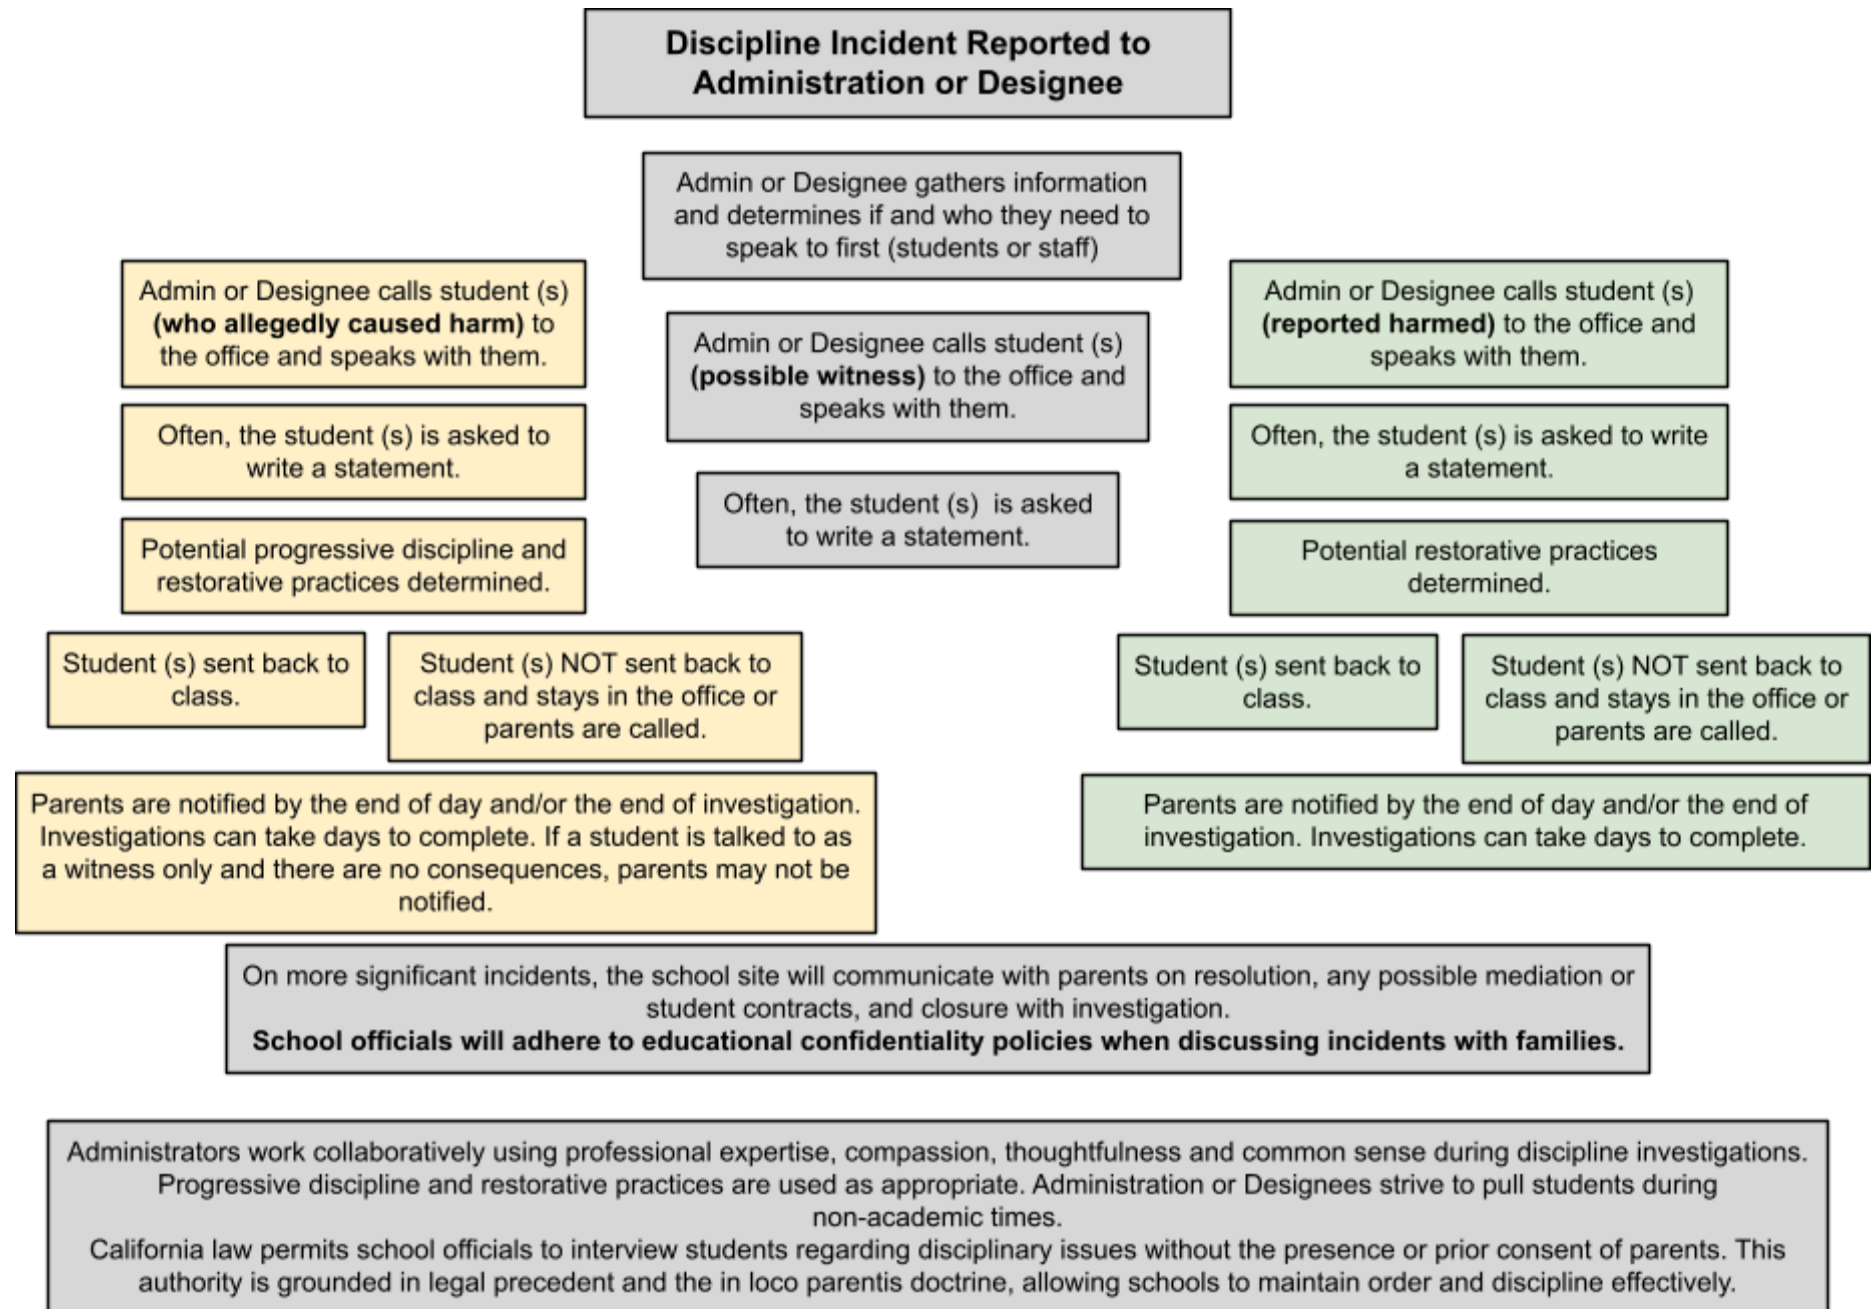 Discipline Incident Reported to
Administration or Designee
Admin or Designee gathers information
and determines if and who they need to
speak to first (students or staff)
Admin or Designee calls student (s)
(who allegedly caused harm) to
the office and speaks with them.
Often, the student (s) is asked to
write a statement.
Potential progressive discipline and
restorative practices determined.
Student (s) sent back to
class.
Student (s) NOT sent back to
class and stays in the office or
parents are called.
Parents are notified by the end of day and/or the end of investigation.
Investigations can take days to complete. If a student is talked to as
a witness only and there are no consequences, parents may not be
notified.
Admin or Designee calls student (s)
(possible witness) to the office and
speaks with them.
Often, the student (s)  is asked
to write a statement.
Admin or Designee calls student (s)
(reported harmed) to the office and
speaks with them.
Often, the student (s) is asked to write
a statement.
Potential restorative practices
determined.
Student (s) sent back to
class.
Student (s) NOT sent back to
class and stays in the office or
parents are called.
Parents are notified by the end of day and/or the end of
investigation. Investigations can take days to complete.
On more significant incidents, the school site will communicate with parents on resolution, any possible mediation or
student contracts, and closure with investigation.
School officials will adhere to educational confidentiality policies when discussing incidents with families.
Administrators work collaboratively using professional expertise, compassion, thoughtfulness and common sense during discipline investigations.
Progressive discipline and restorative practices are used as appropriate. Administration or Designees strive to pull students during
non-academic times.
California law permits school officials to interview students regarding disciplinary issues without the presence or prior consent of parents. This
authority is grounded in legal precedent and the in loco parentis doctrine, allowing schools to maintain order and discipline effectively.